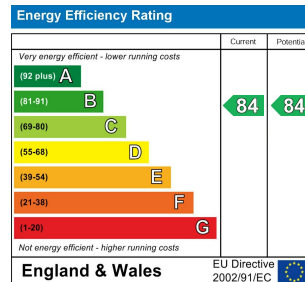 Energy Efficiency Rating
Current Potential
Very energy efficient - lower running costs
(92 plus) A
(81-91) B 84 84
(69-80) C
(55-68) D
(39-54) E
(21-38) F
(1-20) G
Not energy efficient - higher running costs
England & Wales
EU Directive
2002/91/EC